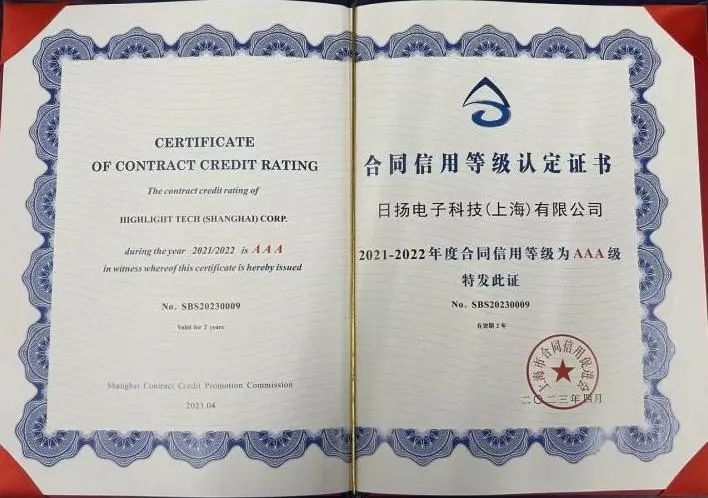 CERTIFICATE
OF CONTRACT CREDIT RATING
The contract credit rating of
HIGHLIGHT TECH (SHANGHAI) CORP.
during the year 2021/2022 is AAA
in witness whereof this certificate is hereby issued
No. SBS20230009
Valid for 2 years
Shanghai Contract Credit Promotion Commission
2023.04
合同信用等级认定证书
日扬电子科技(上海)有限公司
2021-2022年度合同信用等级为AAA级
特发此证
No. SBS20230009
有效期2年
上海市合同信用促进会
二〇二三年四月